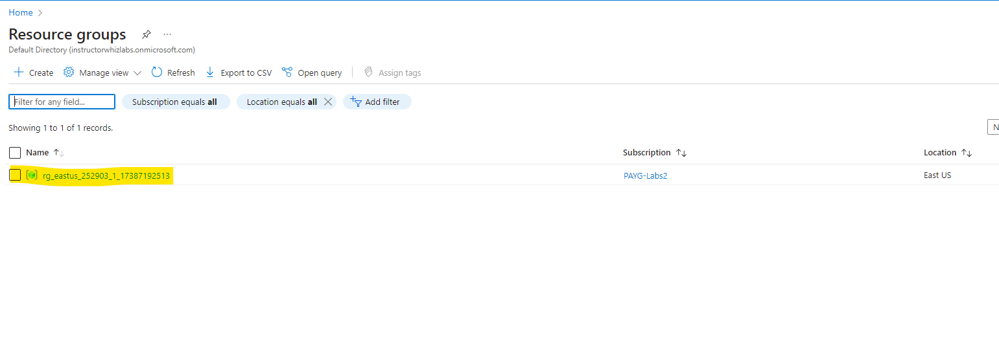 Home
Resource groups
Default Directory (instructorwhizlabs.onmicrosoft.com)
Create Manage view Refresh Export to CSV Open query Assign tags
Filter for any field... Subscription equals all Location equals all Add filter
Showing 1 to 1 of 1 records.
N
Name Subscription Location
rg_eastus_252903_1_17387192513 PAYG-Labs2 East US